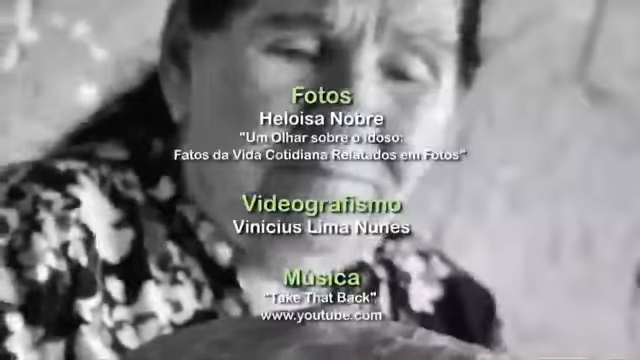 Fotos
Heloisa Nobre
"Um Olhar sobre o Idoso:
Fatos da Vida Cotidiana Relatados em Fotos"
Videografismo
Vinícius Lima Nunes
Música
"Take That Back"
www.youtube.com